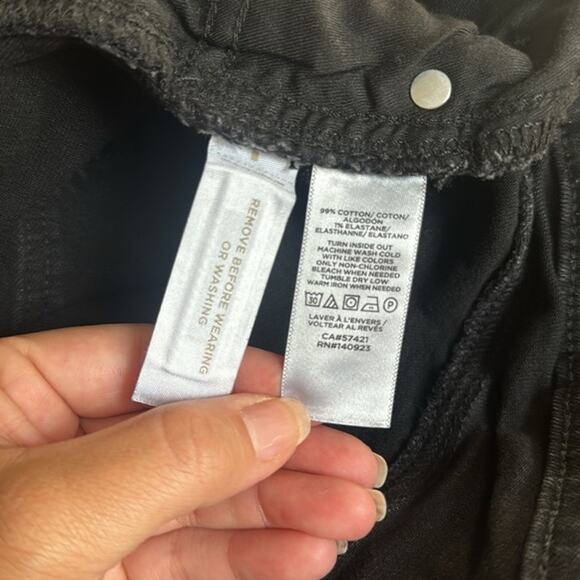 REMOVE BEFORE WEARING
OR WASHING
99% COTTON/ COTON/
ALGODÓN
1% ELASTANE/
ELASTHANNE/ ELASTANO
TURN INSIDE OUT
MACHINE WASH COLD
WITH LIKE COLORS
ONLY NON-CHLORINE
BLEACH WHEN NEEDED
TUMBLE DRY LOW
WARM IRON WHEN NEEDED
30
P
LAVER À L'ENVERS /
VOLTEAR AL REVÉS
CA#57421
RN#140923